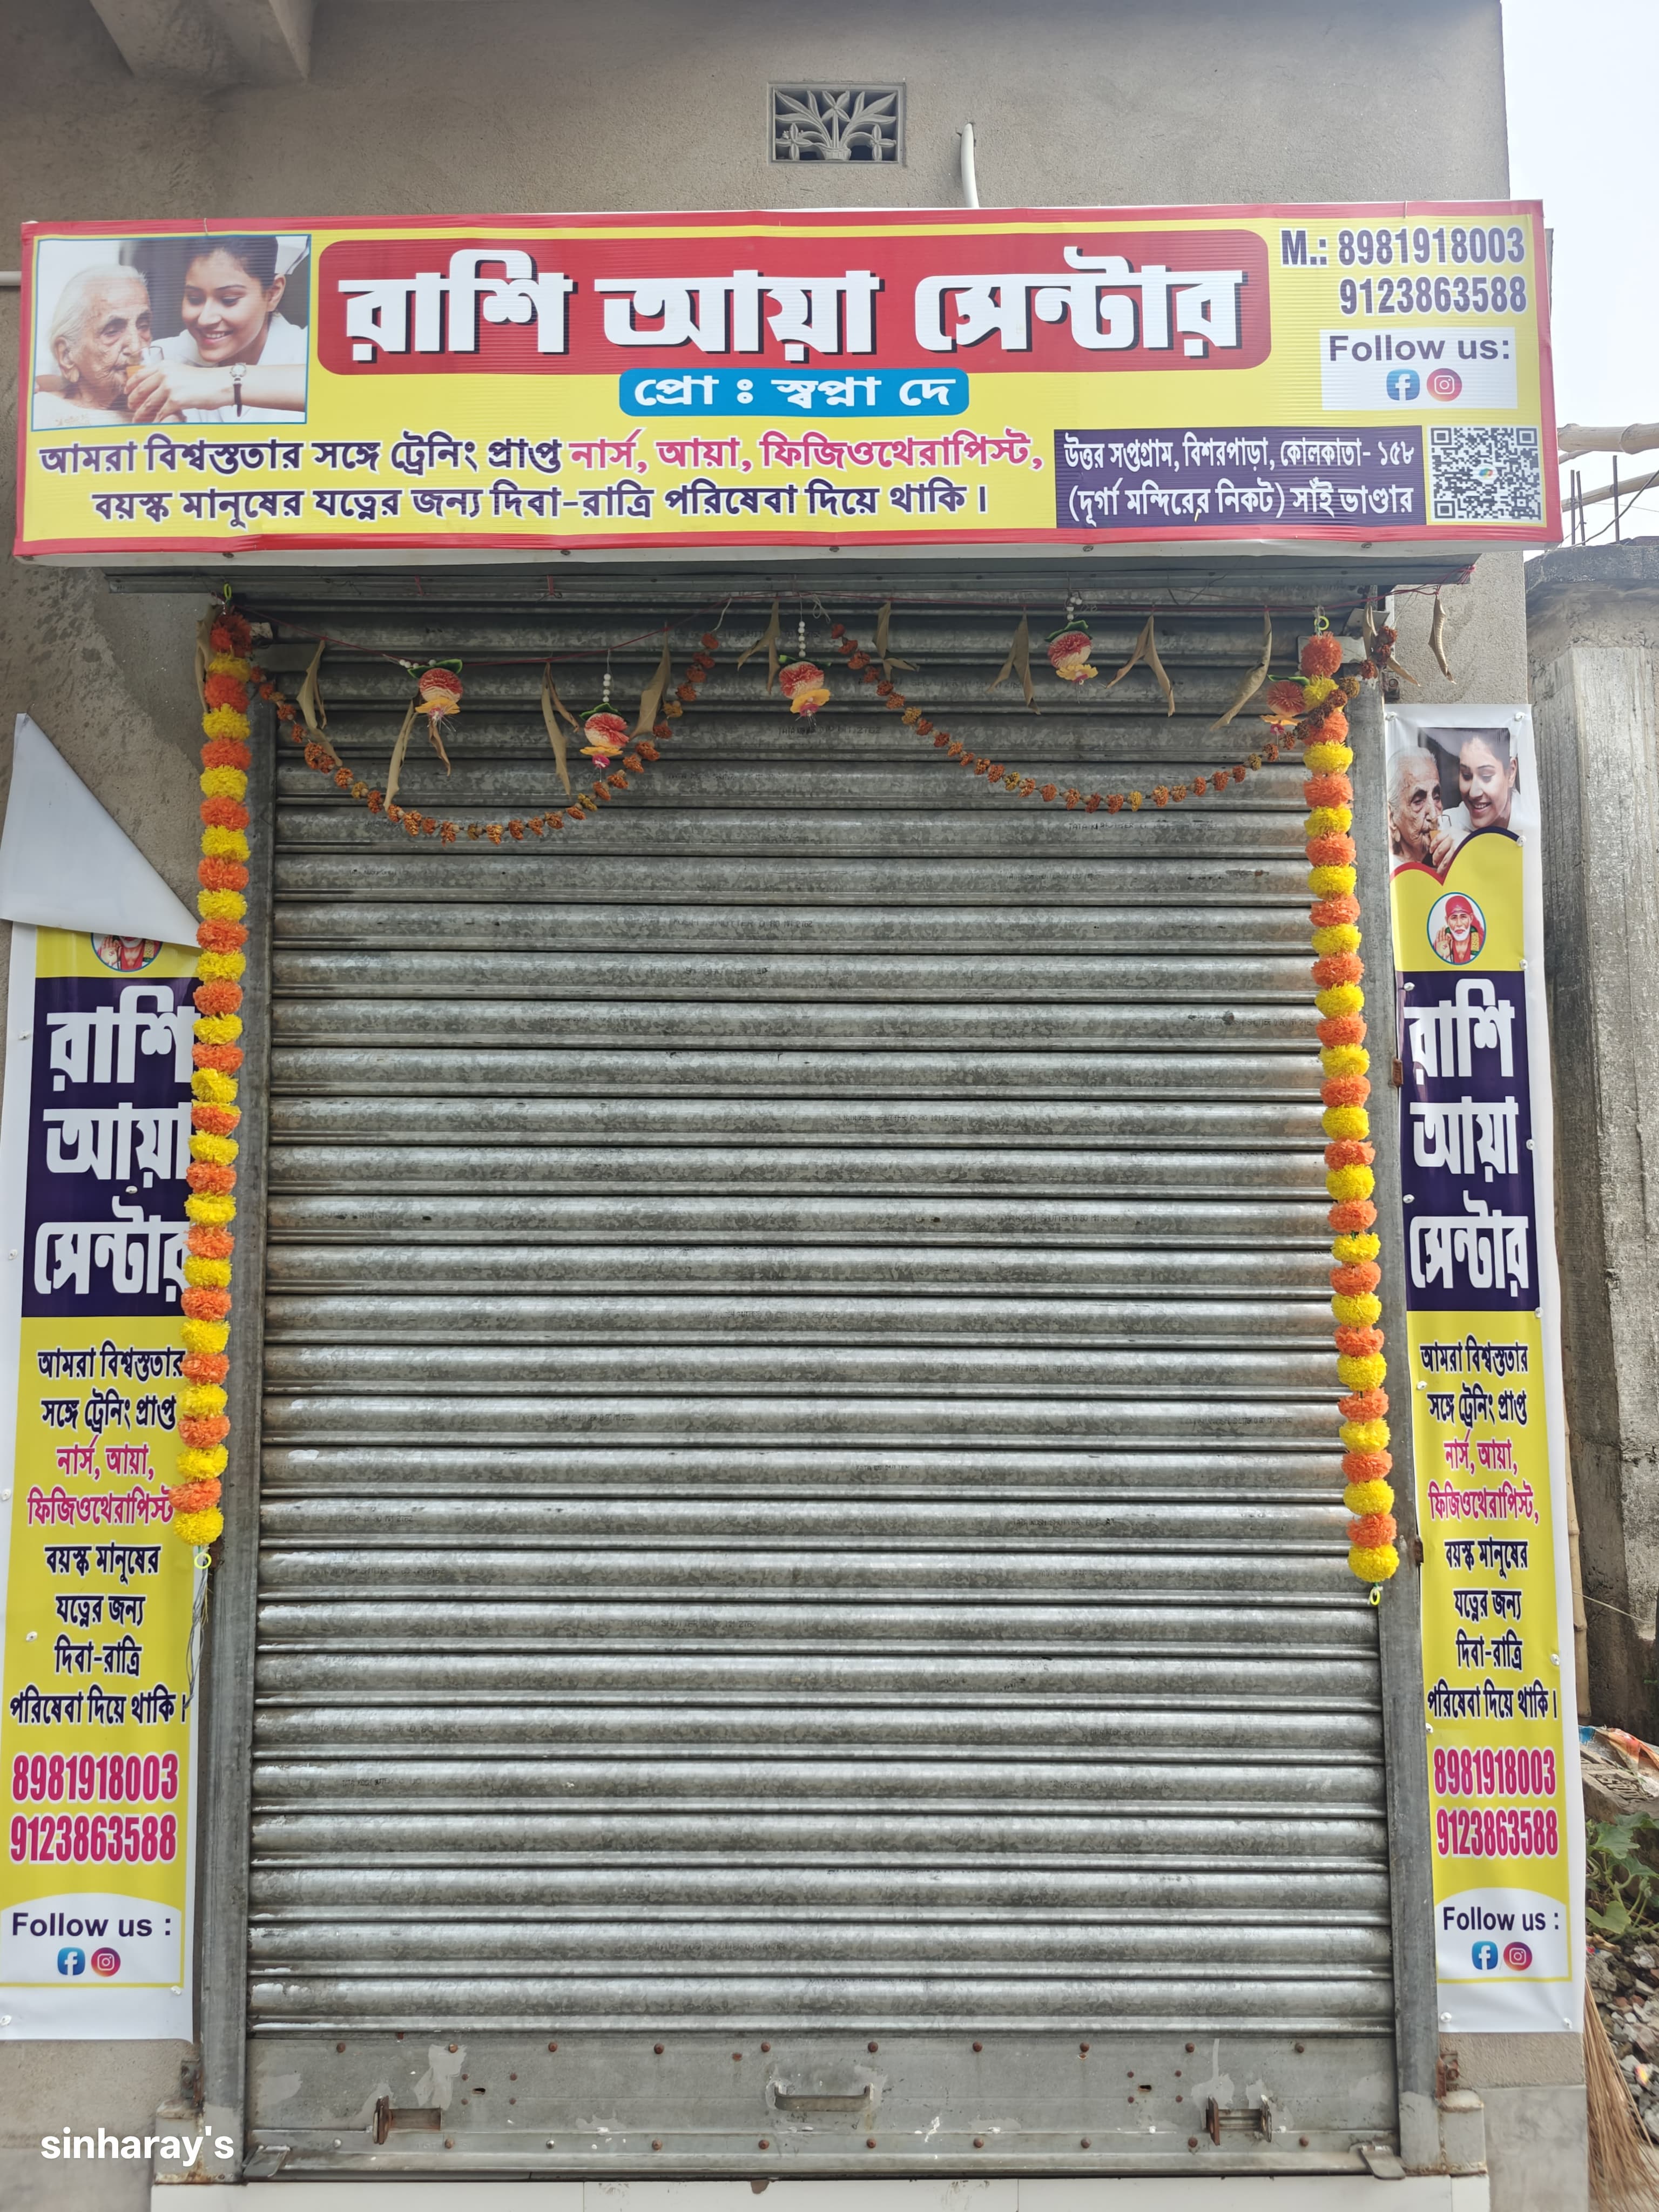 রাশি আয়া সেন্টার
প্রো ঃ স্বপ্না দে
M.: 8981918003
9123863588
Follow us:
আমরা বিশ্বস্ততার সঙ্গে ট্রেনিং প্রাপ্ত নার্স, আয়া, ফিজিওথেরাপিস্ট,
বয়স্ক মানুষের যত্নের জন্য দিবা-রাত্রি পরিষেবা দিয়ে থাকি।
উত্তর সপ্তগ্রাম, বিশরপাড়া, কোলকাতা- ১৫৮
(দূর্গা মন্দিরের নিকট) সাঁই ভাণ্ডার
রাশি
আয়া
সেন্টার
আমরা বিশ্বস্ততার
সঙ্গে ট্রেনিং প্রাপ্ত
নার্স, আয়া,
ফিজিওথেরাপিস্ট
বয়স্ক মানুষের
যত্নের জন্য
দিবা-রাত্রি
পরিষেবা দিয়ে থাকি।
8981918003
9123863588
Follow us :
রাশি
আয়া
সেন্টার
আমরা বিশ্বস্ততার
সঙ্গে ট্রেনিং প্রাপ্ত
নার্স, আয়া,
ফিজিওথেরাপিস্ট,
বয়স্ক মানুষের
যত্নের জন্য
দিবা-রাত্রি
পরিষেবা দিয়ে থাকি।
8981918003
9123863588
Follow us :
sinharay's